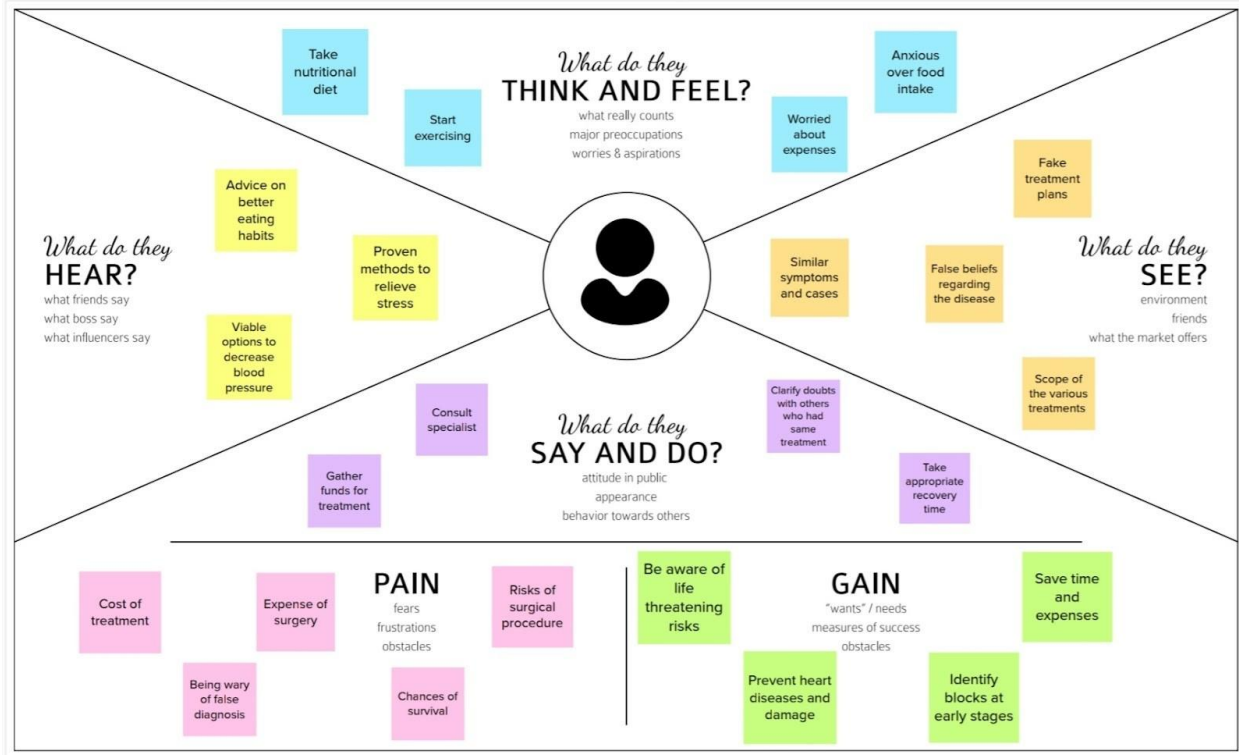 What do they
THINK AND FEEL?
what really counts
major preoccupations
worries & aspirations
Take
nutritional
diet
Start
exercising
Worried
about
expenses
Anxious
over food
intake
What do they
HEAR?
what friends say
what boss say
what influencers say
Advice on
better
eating
habits
Proven
methods to
relieve
stress
Viable
options to
decrease
blood
pressure
What do they
SEE?
environment
friends
what the market offers
Fake
treatment
plans
Similar
symptoms
and cases
False beliefs
regarding
the disease
Scope of
the various
treatments
What do they
SAY AND DO?
attitude in public
appearance
behavior towards others
Consult
specialist
Gather
funds for
treatment
Clarify doubts
with others
who had
same
treatment
Take
appropriate
recovery
time
PAIN
fears
frustrations
obstacles
Cost of
treatment
Expense of
surgery
Risks of
surgical
procedure
Being wary
of false
diagnosis
Chances of
survival
GAIN
"wants" / needs
measures of success
obstacles
Be aware of
life
threatening
risks
Save time
and
expenses
Prevent heart
diseases and
damage
Identify
blocks at
early stages